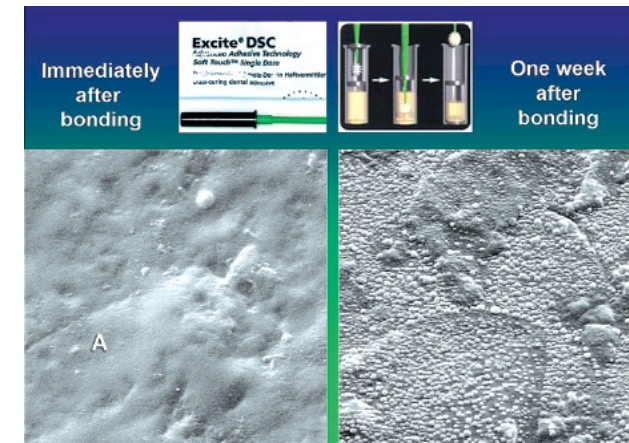 Immediately
after
bonding
Excite® DSC
Advanced Adhesive Technology
Soft Touch™ Single Dose
Haftvermittler
Dual-curing dental adhesive
One week
after
bonding
A